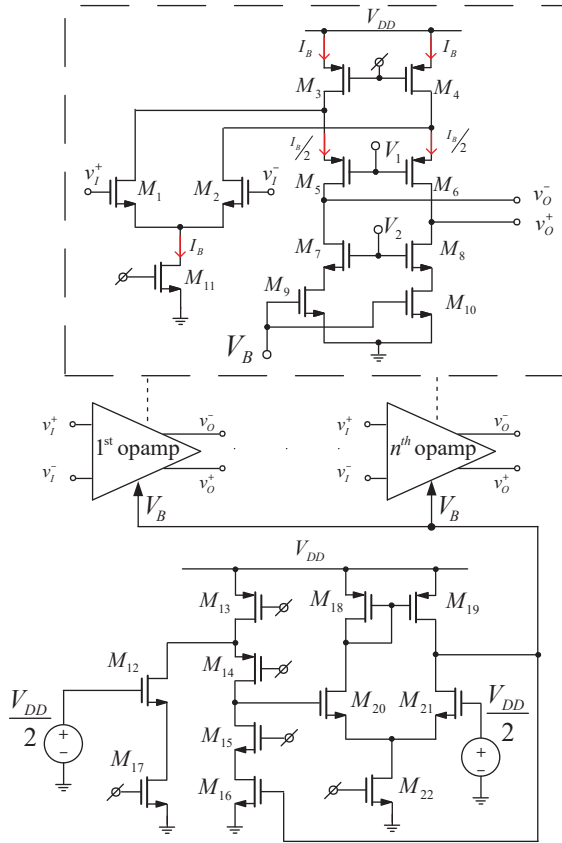 V_DD
I_B I_B
M_3 M_4
I_B/2 V_1 I_B/2
v_I^+ M_1 M_2 v_I^- M_5 M_6
v_O^-
v_O^+
I_B M_7 V_2 M_8
M_11 M_9 M_10
V_B
v_I^+ v_O^- v_I^+ v_O^-
1st opamp . . . n^th opamp
v_I^- v_O^+ v_I^- v_O^+
V_B V_B
V_DD
M_13 M_18 M_19
M_12 M_14
V_DD/2 + − M_20 M_21 V_DD/2 + −
M_15
M_17 M_16 M_22